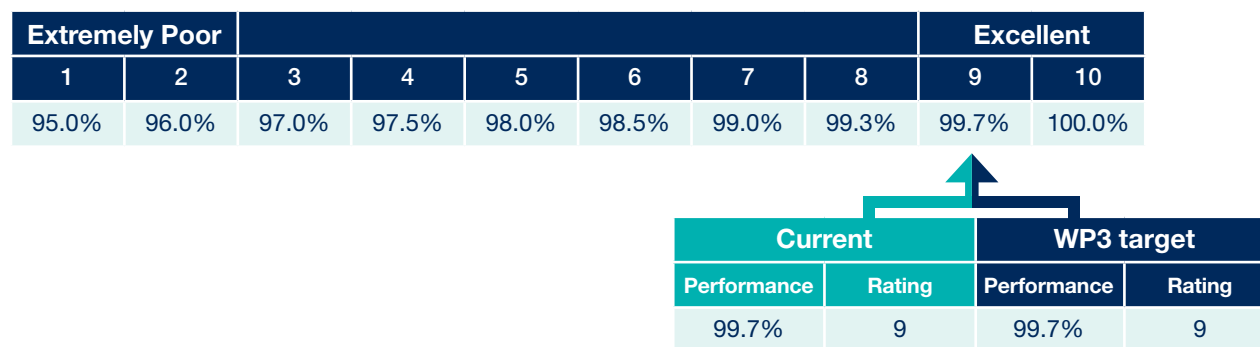 Extremely Poor Excellent
1 2 3 4 5 6 7 8 9 10
95.0% 96.0% 97.0% 97.5% 98.0% 98.5% 99.0% 99.3% 99.7% 100.0%
Current WP3 target
Performance Rating Performance Rating
99.7% 9 99.7% 9